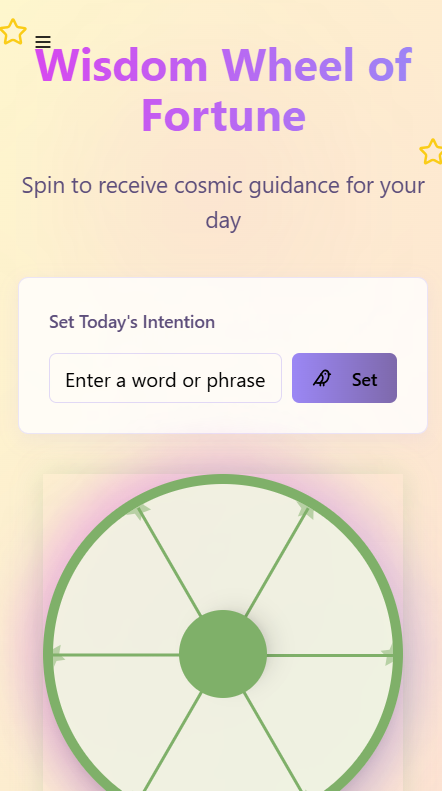 Wisdom Wheel of
Fortune
Spin to receive cosmic guidance for your
day
Set Today's Intention
Enter a word or phrase
Set